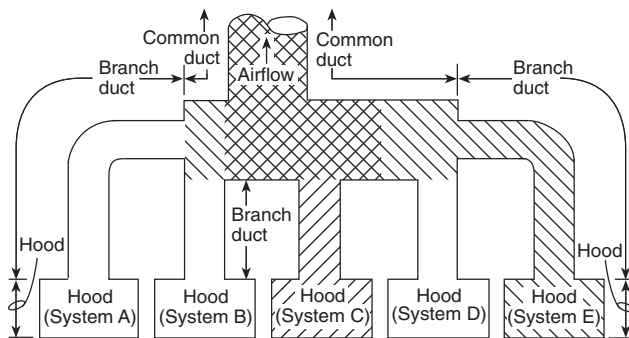 Common
duct
Common
duct
Branch
duct
Airflow
Branch
duct
Branch
duct
Hood
Hood
Hood
(System A)
Hood
(System B)
Hood
(System C)
Hood
(System D)
Hood
(System E)